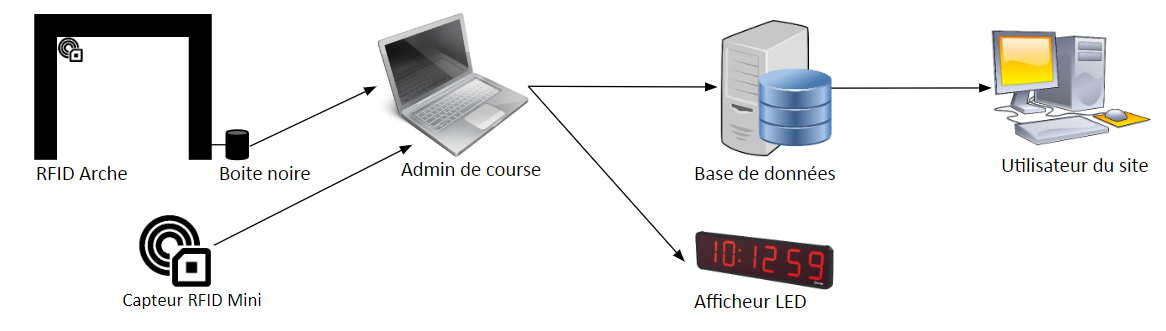 RFID Arche
Boite noire
Admin de course
Base de données
Utilisateur du site
Capteur RFID Mini
10:12 59
Afficheur LED